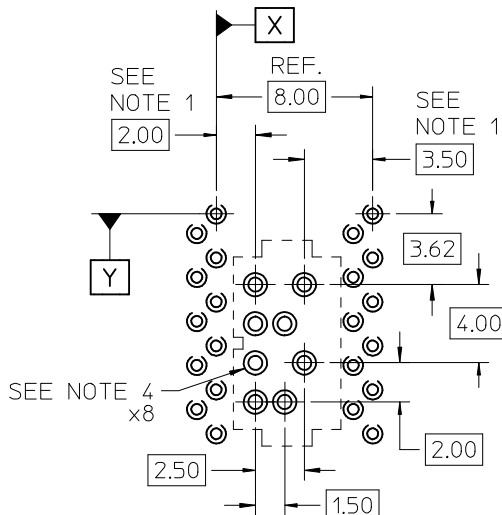 X
SEE
NOTE 1
REF.
8.00
SEE
NOTE 1
2.00
3.50
3.62
Y
4.00
SEE NOTE 4
x8
2.00
2.50
1.50